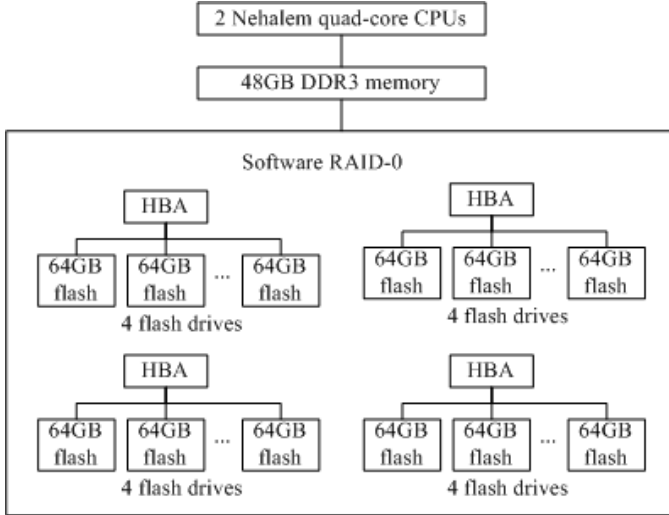 2 Nehalem quad-core CPUs
48GB DDR3 memory
Software RAID-0
HBA
64GB flash
64GB flash
...
64GB flash
4 flash drives
HBA
64GB flash
64GB flash
...
64GB flash
4 flash drives
HBA
64GB flash
64GB flash
...
64GB flash
4 flash drives
HBA
64GB flash
64GB flash
...
64GB flash
4 flash drives